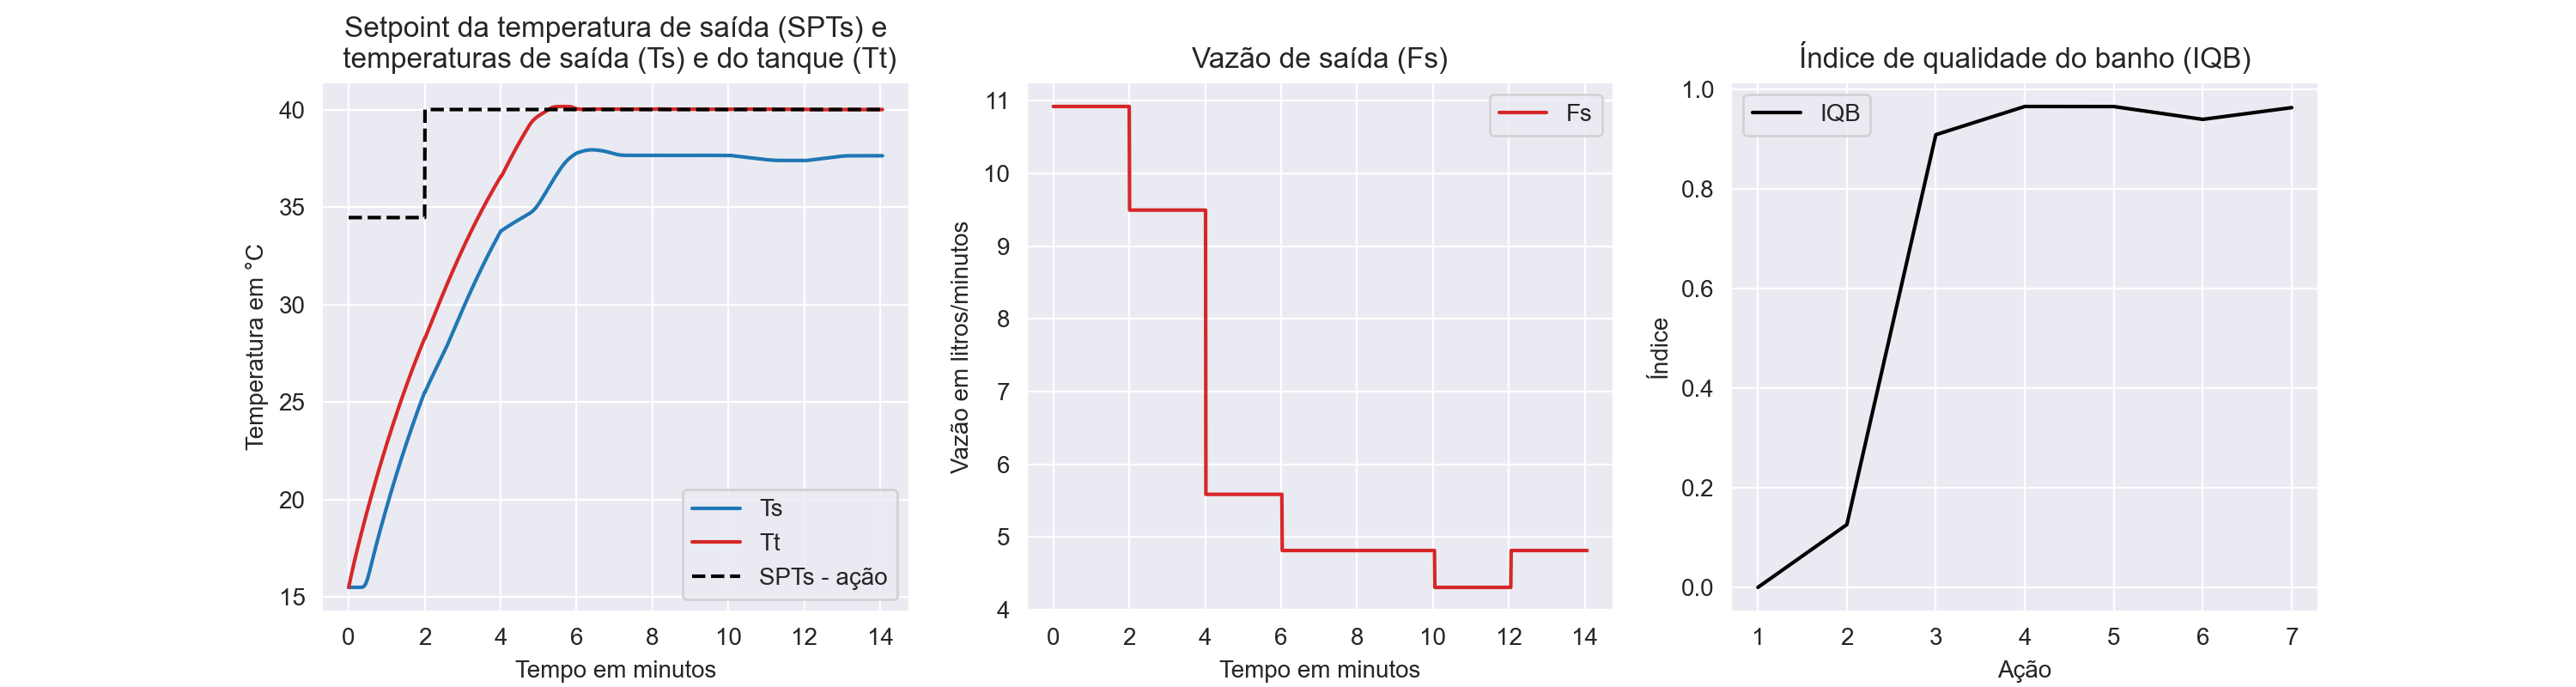 Setpoint da temperatura de saída (SPTs) e
temperaturas de saída (Ts) e do tanque (Tt)
40
35
30
25
20
15
Temperatura em °C
Ts
Tt
SPTs - ação
0 2 4 6 8 10 12 14
Tempo em minutos
Vazão de saída (Fs)
11
10
9
8
7
6
5
4
Vazão em litros/minutos
Fs
0 2 4 6 8 10 12 14
Tempo em minutos
Índice de qualidade do banho (IQB)
1.0
0.8
0.6
0.4
0.2
0.0
Índice
IQB
1 2 3 4 5 6 7
Ação